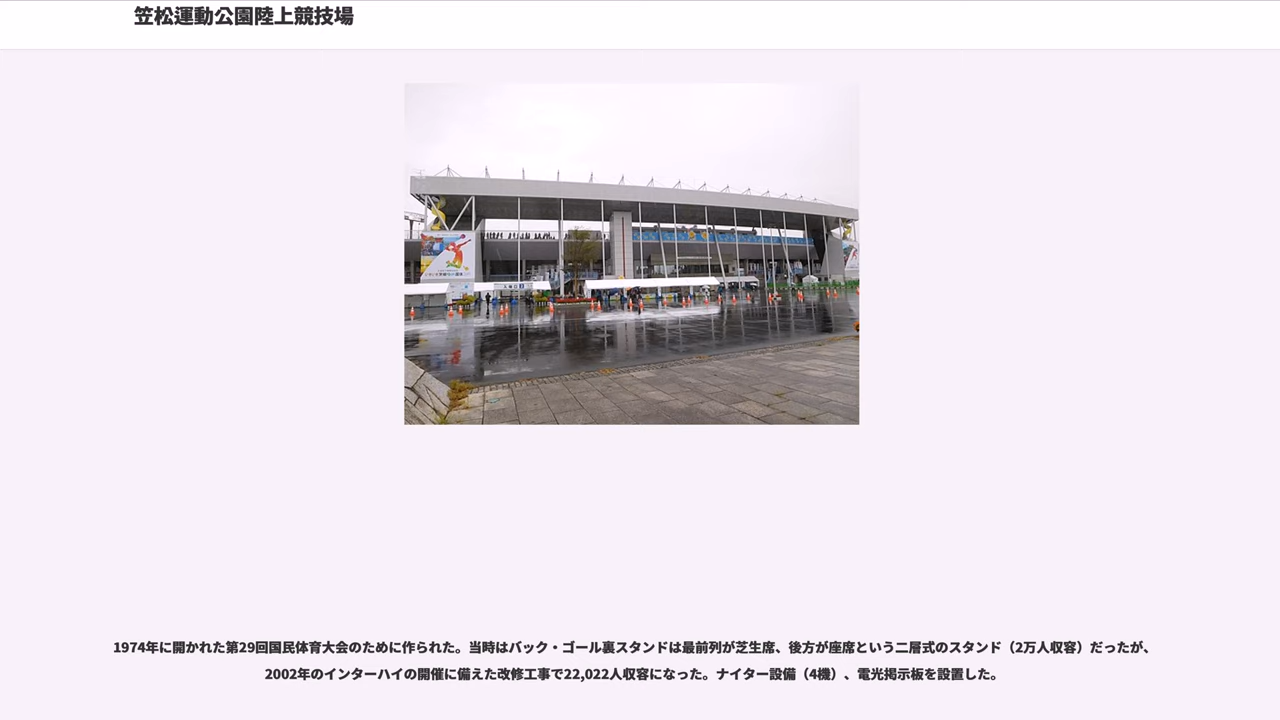 笠松運動公園陸上競技場
1974年に開かれた第29回国民体育大会のために作られた。当時はバック・ゴール裏スタンドは最前列が芝生席、後方が座席という二層式のスタンド（2万人収容）だったが、
2002年のインターハイの開催に備えた改修工事で22,022人収容になった。ナイター設備（4機）、電光掲示板を設置した。